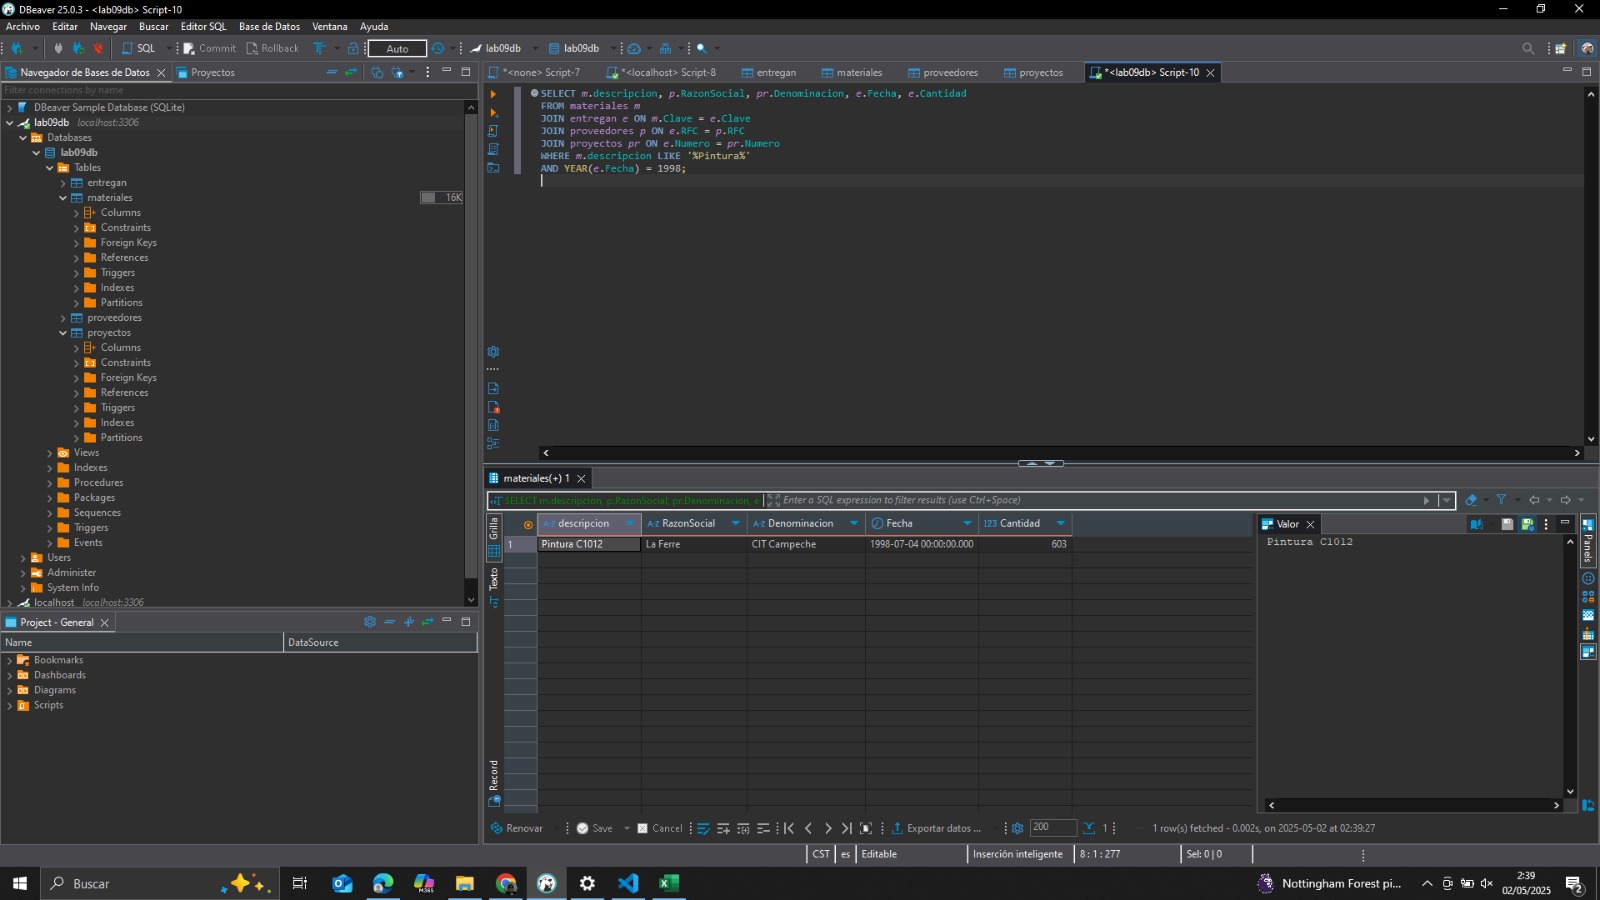 DBeaver 25.0.3 - <lab09db> Script-10
Archivo Editar Navegar Buscar Editor SQL Base de Datos Ventana Ayuda
SQL Commit Rollback Auto lab09db lab09db
Navegador de Bases de Datos Proyectos
Filter connections by name
DBeaver Sample Database (SQLite)
lab09db localhost:3306
Databases
lab09db
Tables
entregan
materiales 16K
Columns
Constraints
Foreign Keys
References
Triggers
Indexes
Partitions
proveedores
proyectos
Columns
Constraints
Foreign Keys
References
Triggers
Indexes
Partitions
Views
Indexes
Procedures
Packages
Sequences
Triggers
Events
Users
Administer
System Info
localhost localhost:3306
Project - General
Name DataSource
Bookmarks
Dashboards
Diagrams
Scripts
*<none> Script-7 *<localhost> Script-8 entregan materiales proveedores proyectos *<lab09db> Script-10
SELECT m.descripcion, p.RazonSocial, pr.Denominacion, e.Fecha, e.Cantidad
FROM materiales m
JOIN entregan e ON m.Clave = e.Clave
JOIN proveedores p ON e.RFC = p.RFC
JOIN proyectos pr ON e.Numero = pr.Numero
WHERE m.descripcion LIKE '%Pintura%'
AND YEAR(e.Fecha) = 1998;
materiales(+) 1
SELECT m.descripcion, p.RazonSocial, pr.Denominacion, e Enter a SQL expression to filter results (use Ctrl+Space)
Grilla
Texto
Record
A-Z descripcion A-Z RazonSocial A-Z Denominacion Fecha 123 Cantidad
1 Pintura C1012 La Ferre CIT Campeche 1998-07-04 00:00:00.000 603
Valor
Pintura C1012
Panels
Renovar Save Cancel Exportar datos ... 200 1 1 row(s) fetched - 0.002s, on 2025-05-02 at 02:39:27
CST es Editable Inserción inteligente 8 : 1 : 277 Sel: 0 | 0
Buscar
M365
Nottingham Forest pi...
2:39
02/05/2025
2